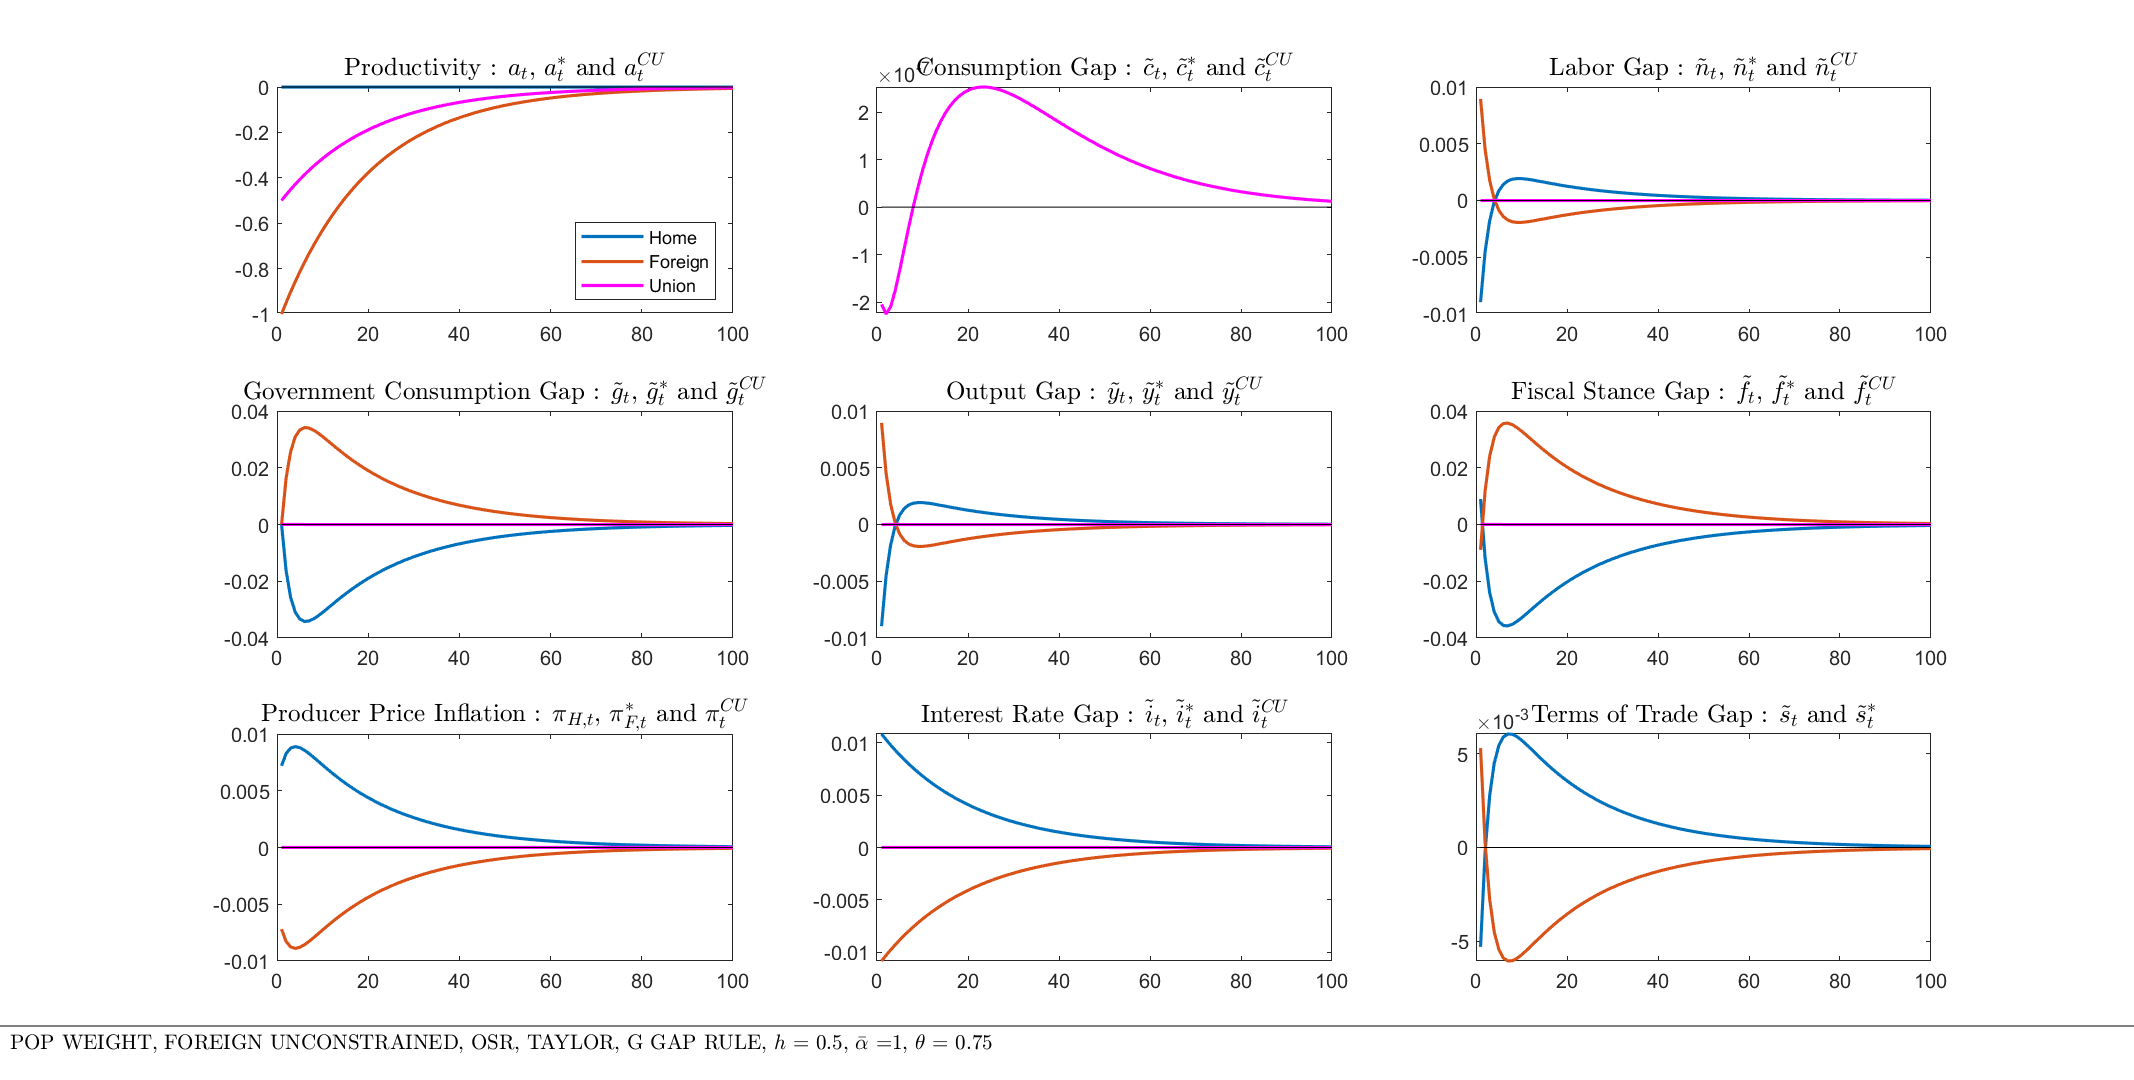 Productivity : a_t, a_t^* and a_t^{CU}
0
-0.2
-0.4
-0.6
-0.8
-1
0 20 40 60 80 100
Home
Foreign
Union
Consumption Gap : c̃_t, c̃_t^* and c̃_t^{CU}
2
1
0
-1
-2
0 20 40 60 80 100
Labor Gap : ñ_t, ñ_t^* and ñ_t^{CU}
0.01
0.005
0
-0.005
-0.01
0 20 40 60 80 100
Government Consumption Gap : g̃_t, g̃_t^* and g̃_t^{CU}
0.04
0.02
0
-0.02
-0.04
0 20 40 60 80 100
Output Gap : ỹ_t, ỹ_t^* and ỹ_t^{CU}
0.01
0.005
0
-0.005
-0.01
0 20 40 60 80 100
Fiscal Stance Gap : f̃_t, f̃_t^* and f̃_t^{CU}
0.04
0.02
0
-0.02
-0.04
0 20 40 60 80 100
Producer Price Inflation : π_{H,t}, π_{F,t}^* and π_t^{CU}
0.01
0.005
0
-0.005
-0.01
0 20 40 60 80 100
Interest Rate Gap : ĩ_t, ĩ_t^* and ĩ_t^{CU}
0.01
0.005
0
-0.005
-0.01
0 20 40 60 80 100
×10^{-3} Terms of Trade Gap : s̃_t and s̃_t^*
5
0
-5
0 20 40 60 80 100
POP WEIGHT, FOREIGN UNCONSTRAINED, OSR, TAYLOR, G GAP RULE, h = 0.5, ᾱ =1, θ = 0.75